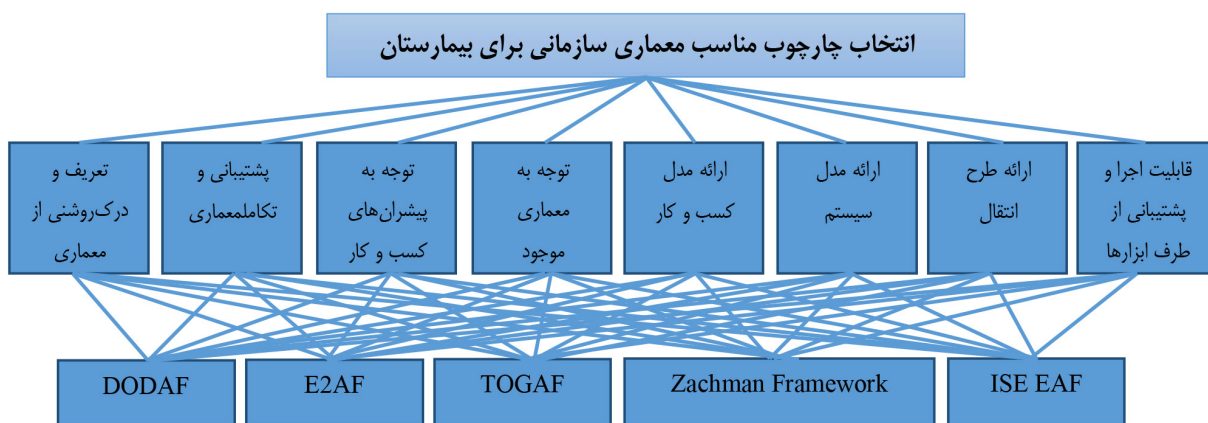 انتخاب چارچوب مناسب معماری سازمانی برای بیمارستان
قابلیت اجرا و
پشتیبانی از
طرف ابزارها
ارائه طرح
انتقال
ارائه مدل
سیستم
ارائه مدل
کسب و کار
توجه به
معماری
موجود
توجه به
پیشران‌های
کسب و کار
پشتیبانی و
تکاملمعماری
تعریف و
درک‌روشنی از
معماری
DODAF
E2AF
TOGAF
Zachman Framework
ISE EAF